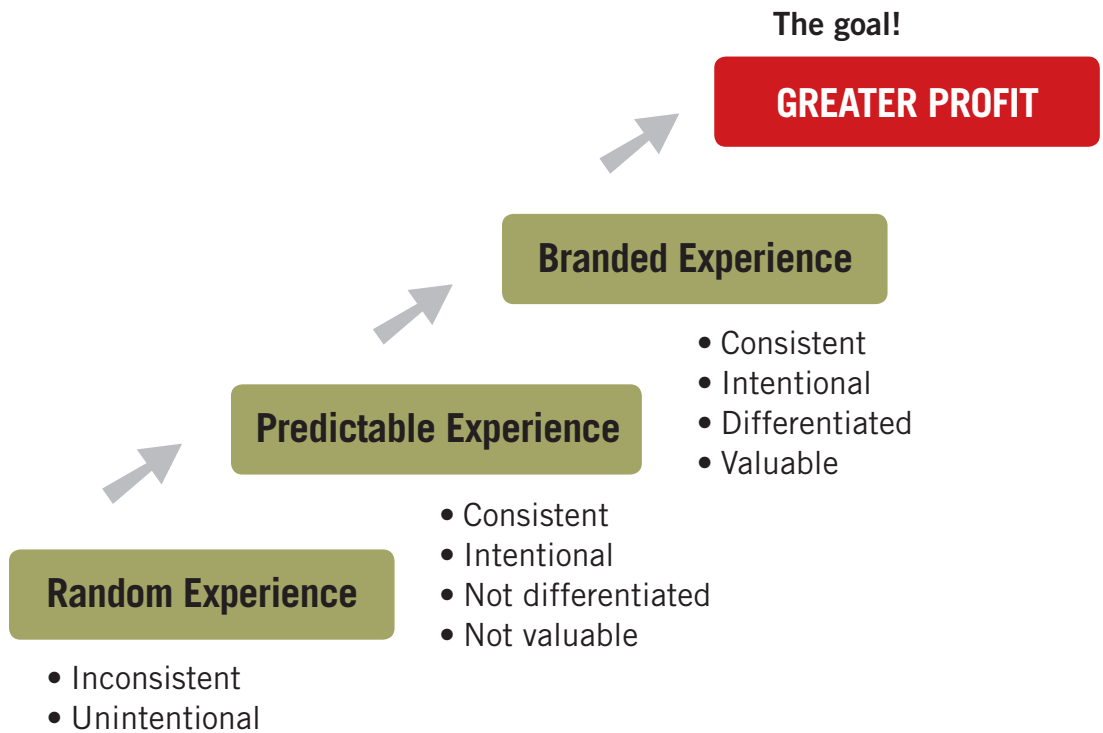 The goal!
GREATER PROFIT
Branded Experience
• Consistent
• Intentional
• Differentiated
• Valuable
Predictable Experience
• Consistent
• Intentional
• Not differentiated
• Not valuable
Random Experience
• Inconsistent
• Unintentional